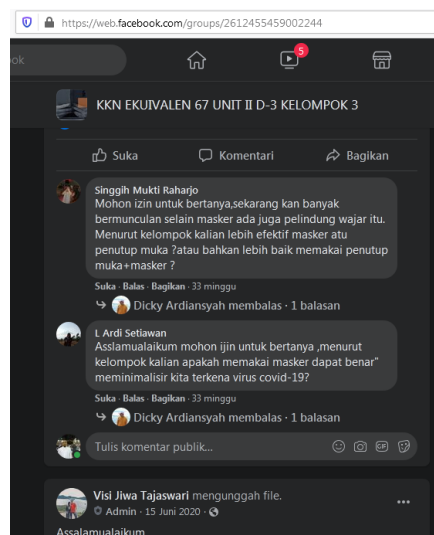 https://web.facebook.com/groups/2612455459002244
ok
5
KKN EKUIVALEN 67 UNIT II D-3 KELOMPOK 3
Suka
Komentari
Bagikan
Singgih Mukti Raharjo
Mohon izin untuk bertanya,sekarang kan banyak
bermunculan selain masker ada juga pelindung wajar itu.
Menurut kelompok kalian lebih efektif masker atu
penutup muka ?atau bahkan lebih baik memakai penutup
muka+masker ?
Suka · Balas · Bagikan · 33 minggu
Dicky Ardiansyah membalas · 1 balasan
L Ardi Setiawan
Asslamualaikum mohon ijin untuk bertanya ,menurut
kelompok kalian apakah memakai masker dapat benar"
meminimalisir kita terkena virus covid-19?
Suka · Balas · Bagikan · 33 minggu
Dicky Ardiansyah membalas · 1 balasan
Tulis komentar publik...
GIF
Visi Jiwa Tajaswari mengunggah file.
Admin · 15 Juni 2020 ·
Assalamualaikum